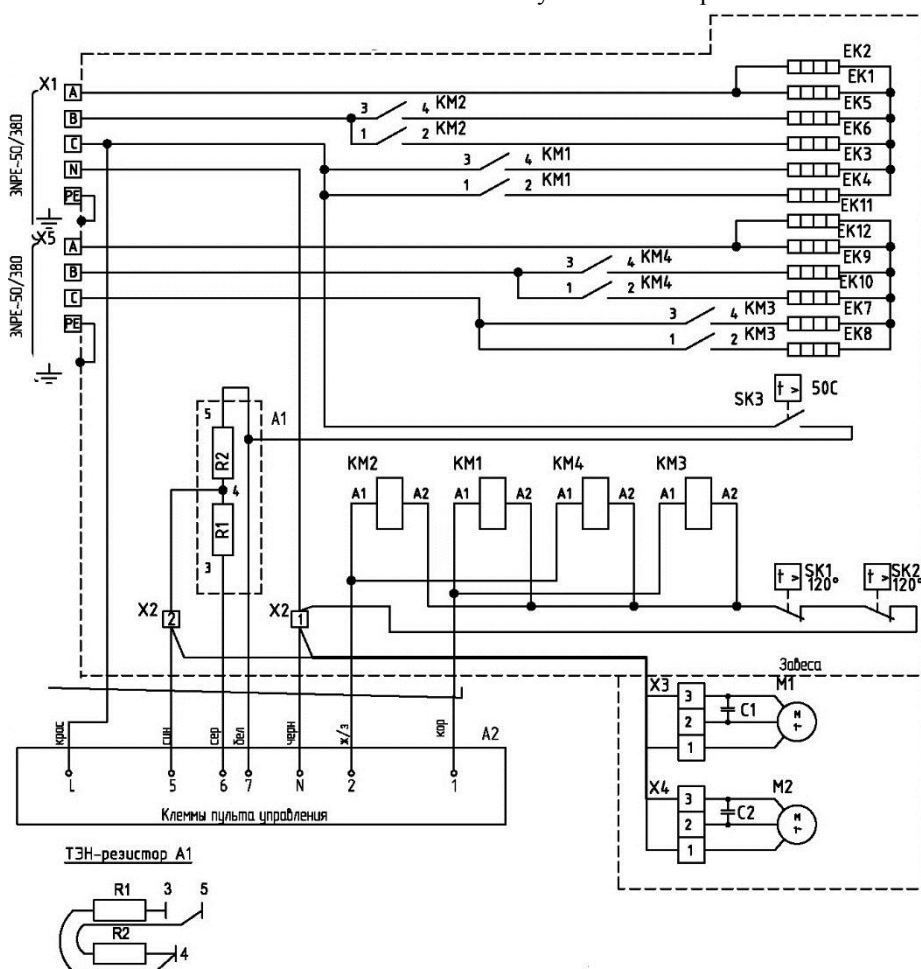 EK2
X1
A
EK1
3NPE~50/380
B
3
4 KM2
EK5
C
1
2 KM2
EK6
N
3
4 KM1
EK3
PE
1
2 KM1
EK4
EK11
X5
A
EK12
3NPE~50/380
B
3
4 KM4
EK9
C
1
2 KM4
EK10
3
4 KM3
EK7
PE
1
2 KM3
EK8
t >
50C
SK3
5
A1
R2
4
R1
3
KM2
KM1
KM4
KM3
A1 A2 A1 A2 A1 A2 A1 A2
t > SK1
120°
t > SK2
120°
X2
2
X2
1
Завеса
X3
3
2
1
C1
M1
M
1~
X4
3
2
1
C2
M2
M
1~
крас
син
сер
бел
черн
ж/з
кор
A2
L 5 6 7 N 2 1
Клеммы пульта управления
ТЭН-резистор А1
R1 3 5
R2
4